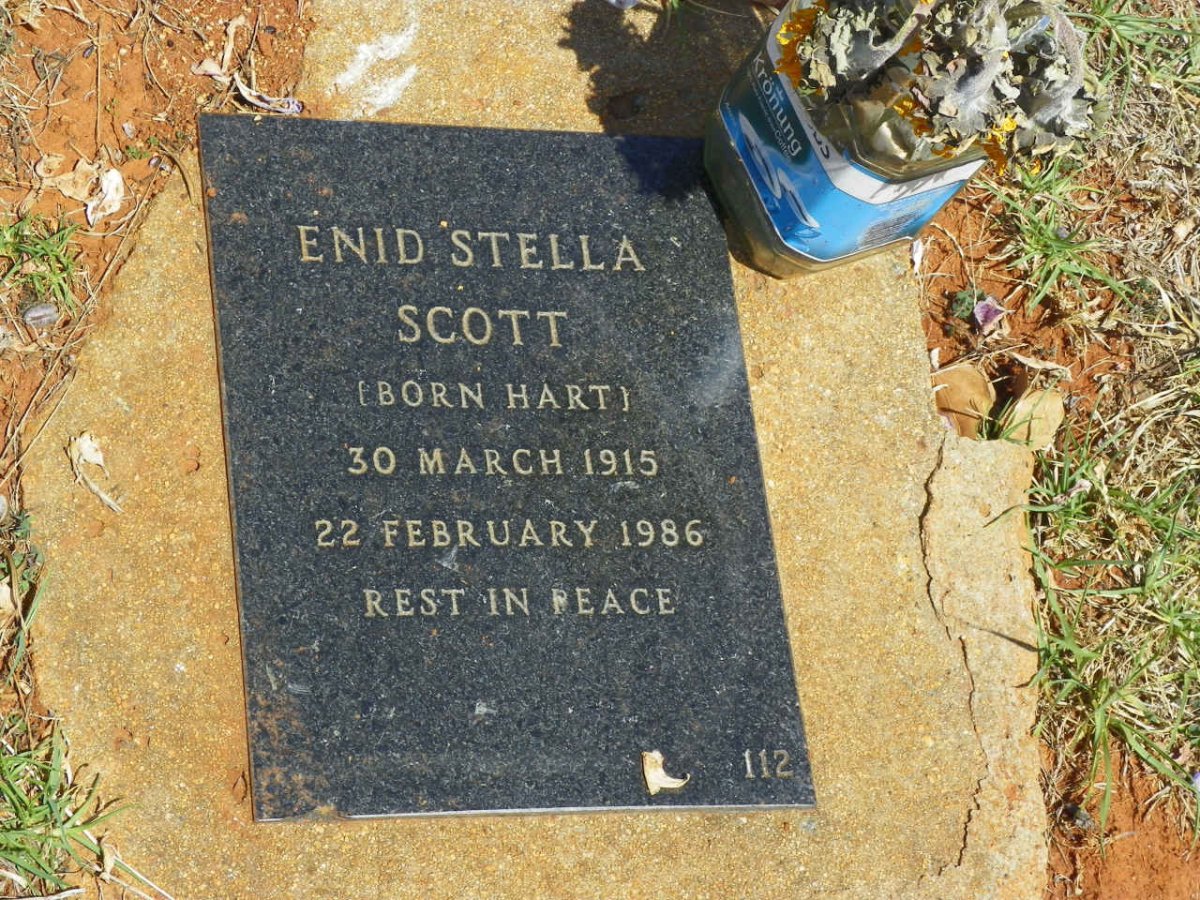 ENID STELLA
SCOTT
(BORN HART)
30 MARCH 1915
22 FEBRUARY 1986
REST IN PEACE
112
Krönung